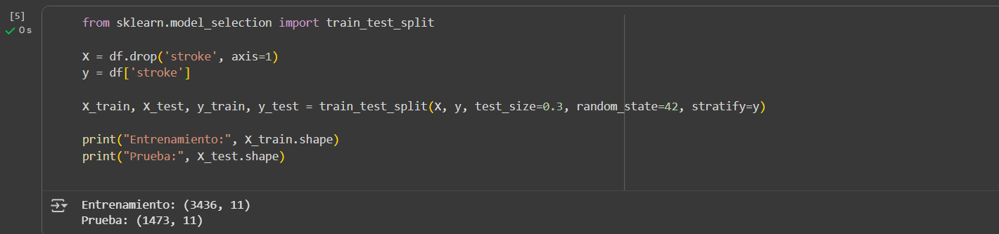 [5]
0 s
from sklearn.model_selection import train_test_split
X = df.drop('stroke', axis=1)
y = df['stroke']
X_train, X_test, y_train, y_test = train_test_split(X, y, test_size=0.3, random_state=42, stratify=y)
print("Entrenamiento:", X_train.shape)
print("Prueba:", X_test.shape)
Entrenamiento: (3436, 11)
Prueba: (1473, 11)